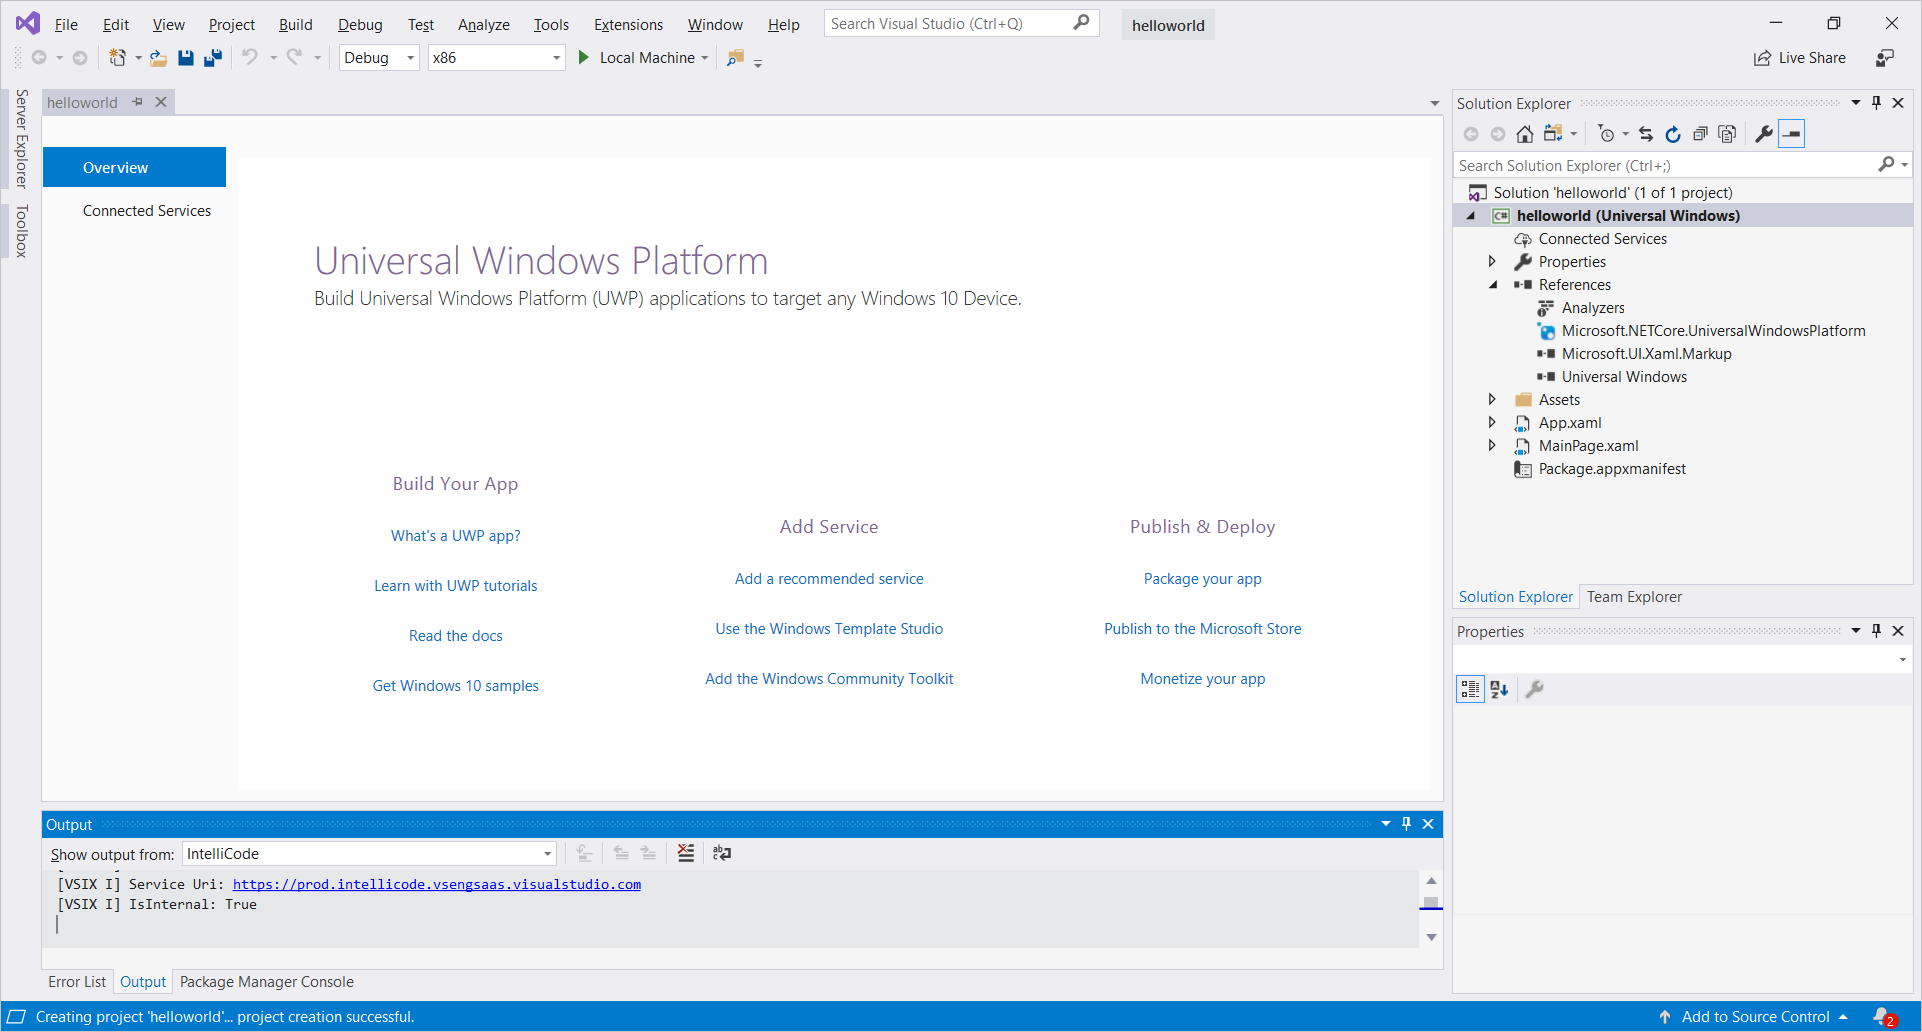 File Edit View Project Build Debug Test Analyze Tools Extensions Window Help Search Visual Studio (Ctrl+Q) helloworld
Debug x86 Local Machine Live Share
Server Explorer
Toolbox
helloworld
Overview
Connected Services
Universal Windows Platform
Build Universal Windows Platform (UWP) applications to target any Windows 10 Device.
Build Your App
What's a UWP app?
Learn with UWP tutorials
Read the docs
Get Windows 10 samples
Add Service
Add a recommended service
Use the Windows Template Studio
Add the Windows Community Toolkit
Publish & Deploy
Package your app
Publish to the Microsoft Store
Monetize your app
Output
Show output from: IntelliCode
[VSIX I] Service Uri: https://prod.intellicode.vsengsaas.visualstudio.com
[VSIX I] IsInternal: True
Error List Output Package Manager Console
Solution Explorer
Search Solution Explorer (Ctrl+;)
Solution 'helloworld' (1 of 1 project)
C# helloworld (Universal Windows)
Connected Services
Properties
References
Analyzers
Microsoft.NETCore.UniversalWindowsPlatform
Microsoft.UI.Xaml.Markup
Universal Windows
Assets
App.xaml
MainPage.xaml
Package.appxmanifest
Solution Explorer Team Explorer
Properties
Creating project 'helloworld'... project creation successful. Add to Source Control 2